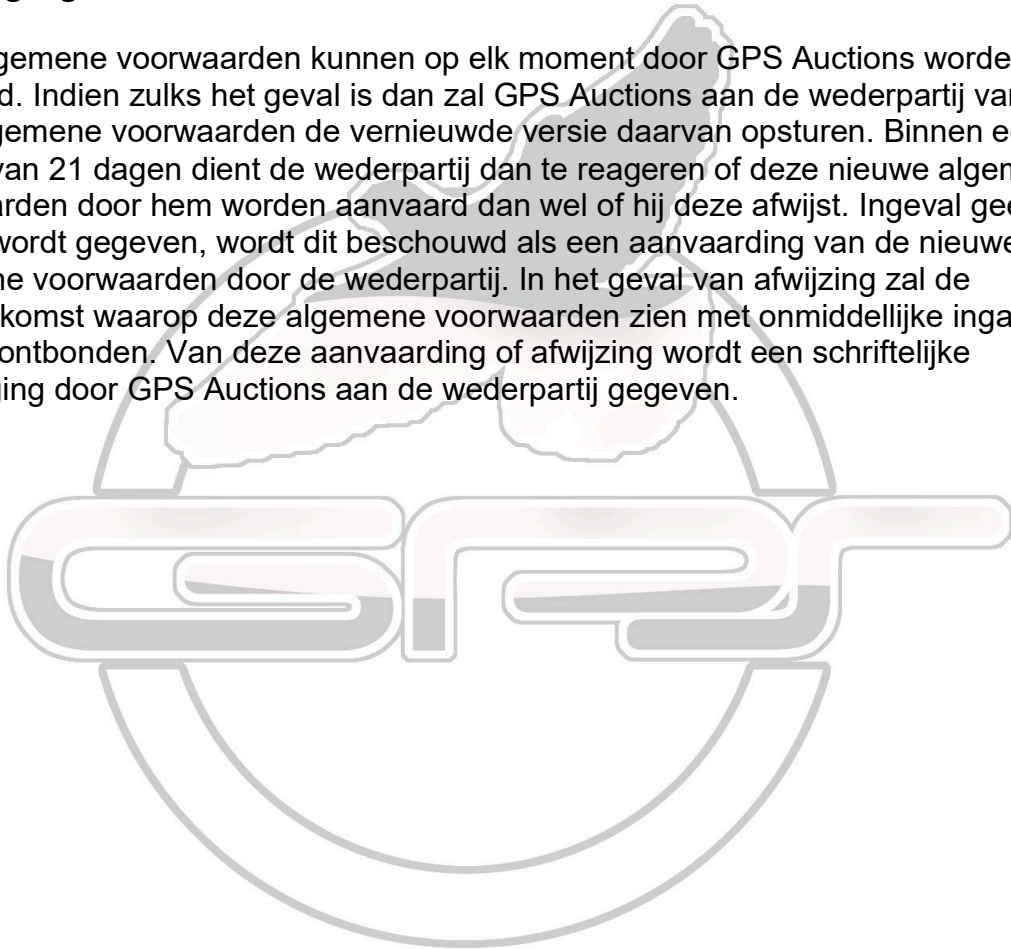 gemene voorwaarden kunnen op elk moment door GPS Auctions worde
d. Indien zulks het geval is dan zal GPS Auctions aan de wederpartij van
gemene voorwaarden de vernieuwde versie daarvan opsturen. Binnen e
van 21 dagen dient de wederpartij dan te reageren of deze nieuwe algem
rden door hem worden aanvaard dan wel of hij deze afwijst. Ingeval gee
wordt gegeven, wordt dit beschouwd als een aanvaarding van de nieuwe
ne voorwaarden door de wederpartij. In het geval van afwijzing zal de
komst waarop deze algemene voorwaarden zien met onmiddellijke inga
ontbonden. Van deze aanvaarding of afwijzing wordt een schriftelijke
ing door GPS Auctions aan de wederpartij gegeven.
GPS